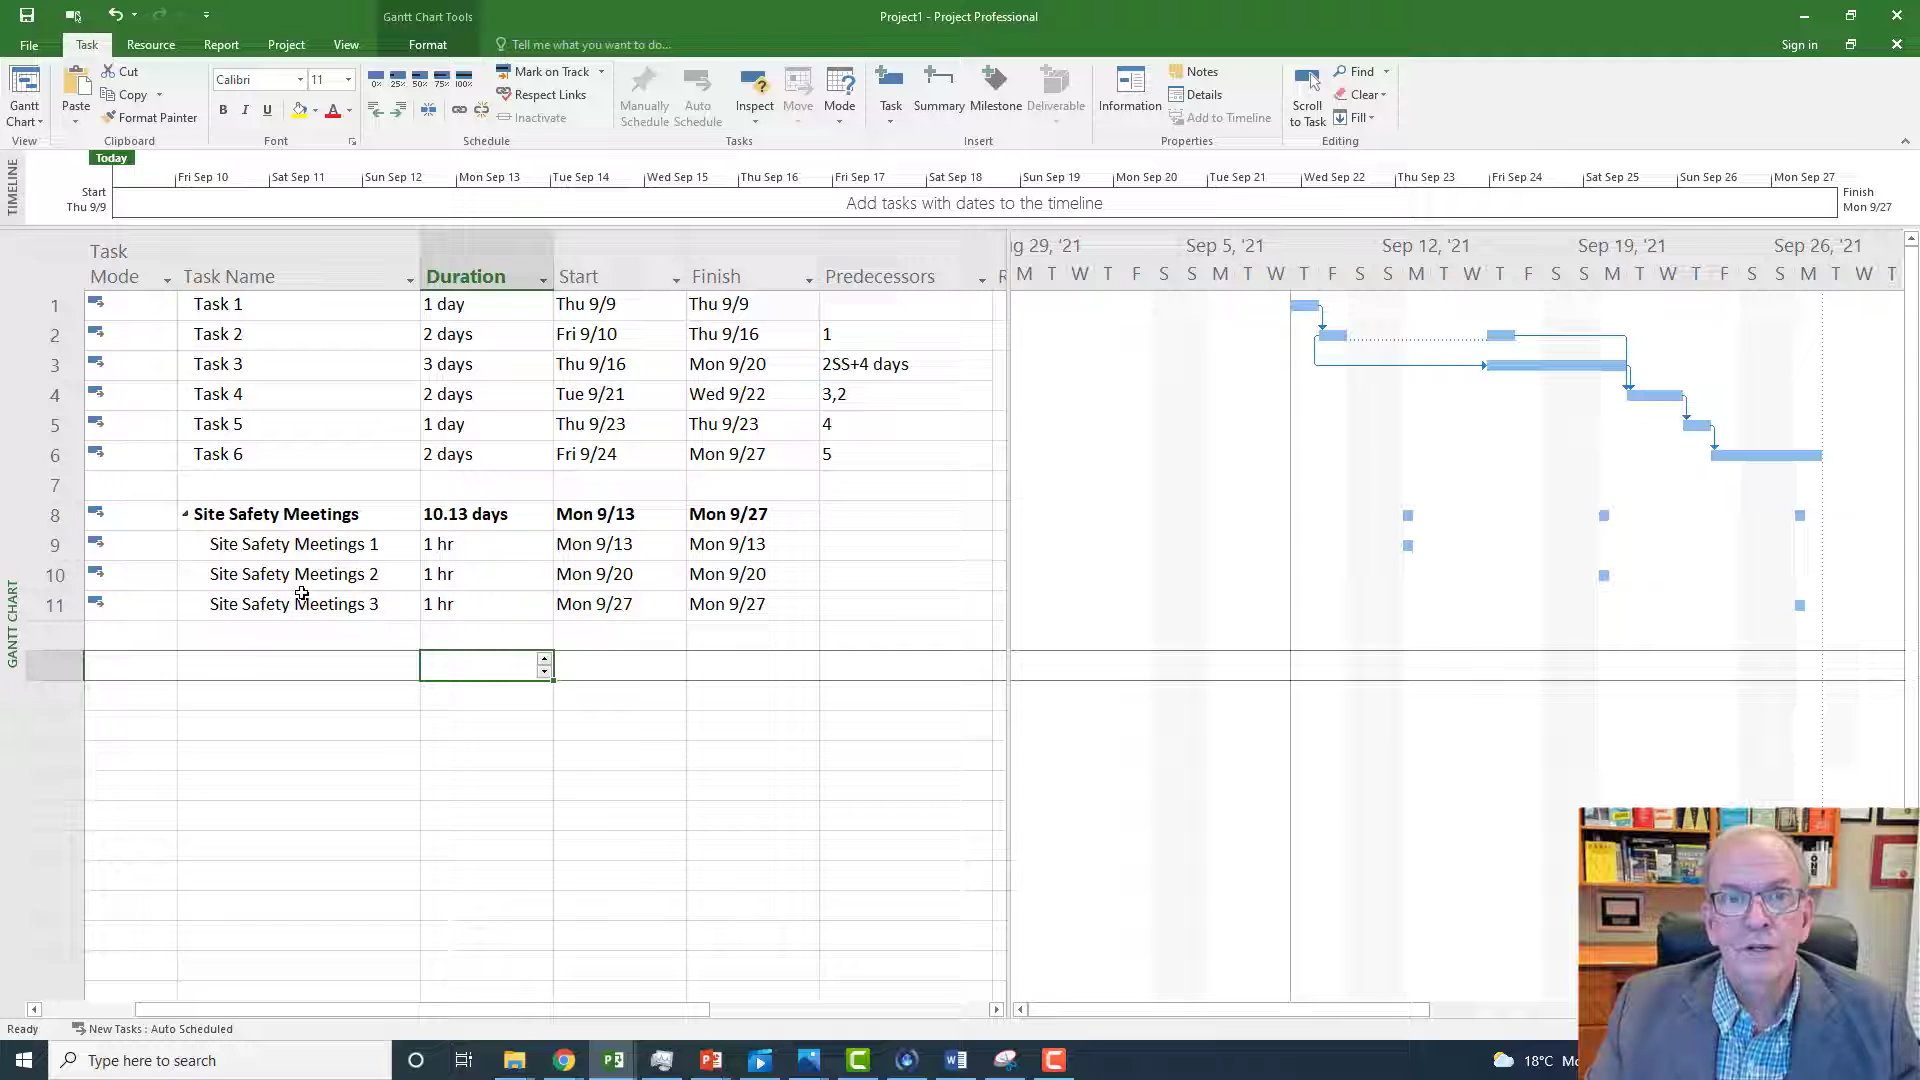 Gantt Chart Tools
Project1 - Project Professional
File Task Resource Report Project View Format Tell me what you want to do... Sign in
Gantt Chart
View
Paste
Cut
Copy
Format Painter
Clipboard
Calibri 11
B I U A
Font
0% 25% 50% 75% 100%
Mark on Track
Respect Links
Inactivate
Schedule
Manually Schedule
Auto Schedule
Inspect
Move
Mode
Tasks
Task
Summary
Milestone
Deliverable
Insert
Information
Notes
Details
Add to Timeline
Properties
Scroll to Task
Find
Clear
Fill
Editing
TIMELINE
Today
Fri Sep 10 Sat Sep 11 Sun Sep 12 Mon Sep 13 Tue Sep 14 Wed Sep 15 Thu Sep 16 Fri Sep 17 Sat Sep 18 Sun Sep 19 Mon Sep 20 Tue Sep 21 Wed Sep 22 Thu Sep 23 Fri Sep 24 Sat Sep 25 Sun Sep 26 Mon Sep 27
Start
Thu 9/9
Add tasks with dates to the timeline
Finish
Mon 9/27
Task Mode Task Name Duration Start Finish Predecessors R
ug 29, '21 Sep 5, '21 Sep 12, '21 Sep 19, '21 Sep 26, '21
M T W T F S S M T W T F S S M T W T F S S M T W T F S S M T W T
1 Task 1 1 day Thu 9/9 Thu 9/9
2 Task 2 2 days Fri 9/10 Thu 9/16 1
3 Task 3 3 days Thu 9/16 Mon 9/20 2SS+4 days
4 Task 4 2 days Tue 9/21 Wed 9/22 3,2
5 Task 5 1 day Thu 9/23 Thu 9/23 4
6 Task 6 2 days Fri 9/24 Mon 9/27 5
7
8 Site Safety Meetings 10.13 days Mon 9/13 Mon 9/27
9 Site Safety Meetings 1 1 hr Mon 9/13 Mon 9/13
10 Site Safety Meetings 2 1 hr Mon 9/20 Mon 9/20
11 Site Safety Meetings 3 1 hr Mon 9/27 Mon 9/27
GANTT CHART
Ready New Tasks : Auto Scheduled
Type here to search
18°C